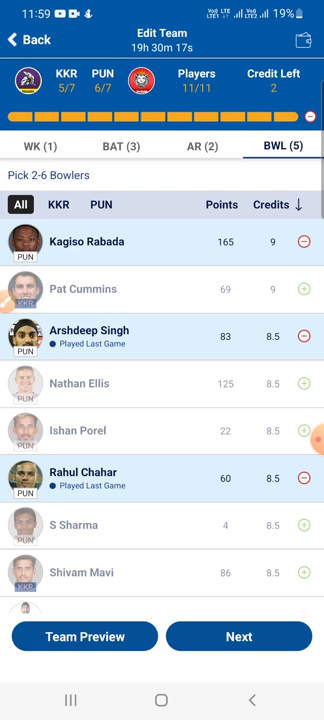 11:59
19%
Edit Team
19h 30m 17s
Back
KKR PUN Players Credit Left
5/7 6/7 11/11 2
WK (1) BAT (3) AR (2) BWL (5)
Pick 2-6 Bowlers
All KKR PUN Points Credits ↓
Kagiso Rabada 165 9
PUN
Pat Cummins 69 9
KKR
Arshdeep Singh 83 8.5
Played Last Game
PUN
Nathan Ellis 125 8.5
PUN
Ishan Porel 22 8.5
PUN
Rahul Chahar 60 8.5
Played Last Game
PUN
S Sharma 4 8.5
PUN
Shivam Mavi 86 8.5
KKR
Team Preview Next